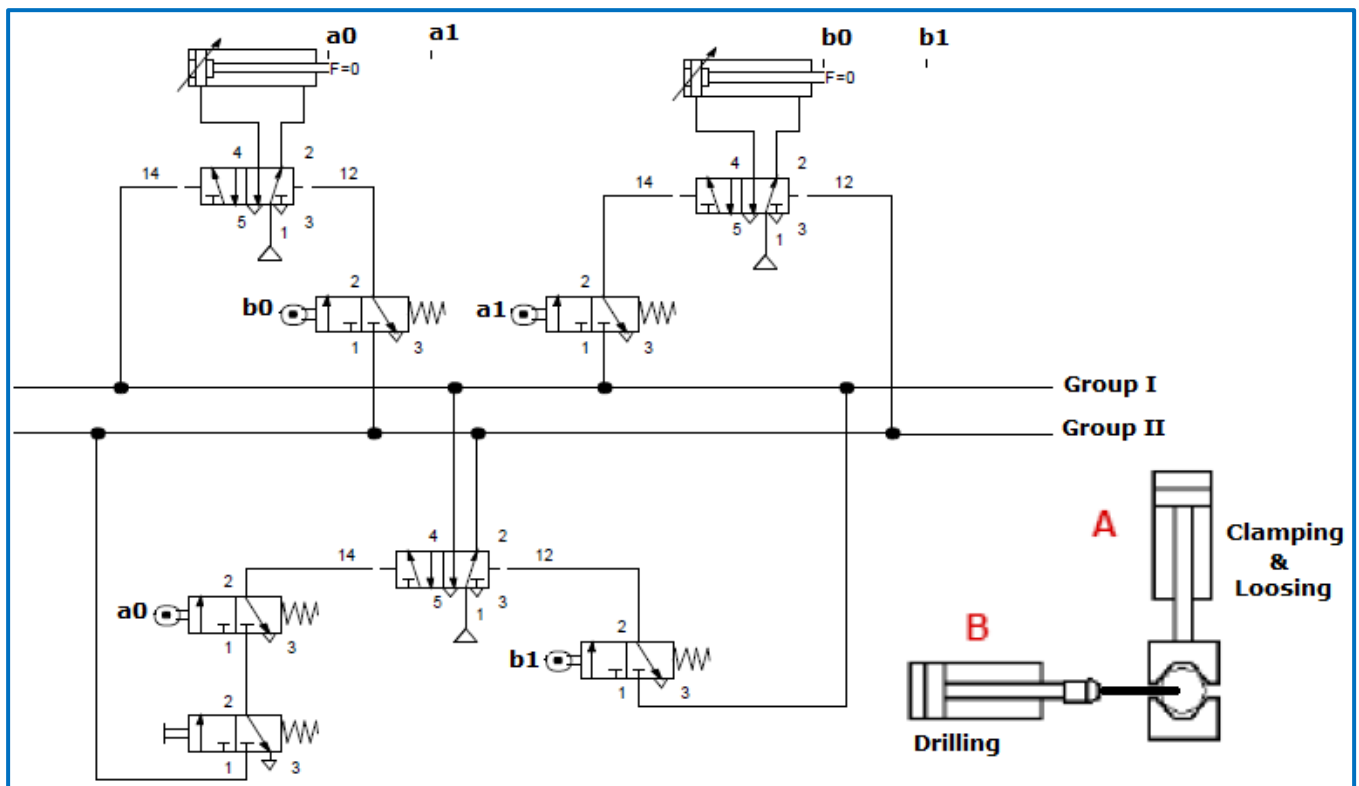 a0 a1 b0 b1
F=0 F=0
4 2 4 2
14 12 14 12
5 3 5 3
1 1
2 2
b0 a1
1 3 1 3
Group I
Group II
A
Clamping
&
Loosing
4 2
14 12
2
5 3
1
a0
2
1 3
b1
B
1 3
2
Drilling
1 3